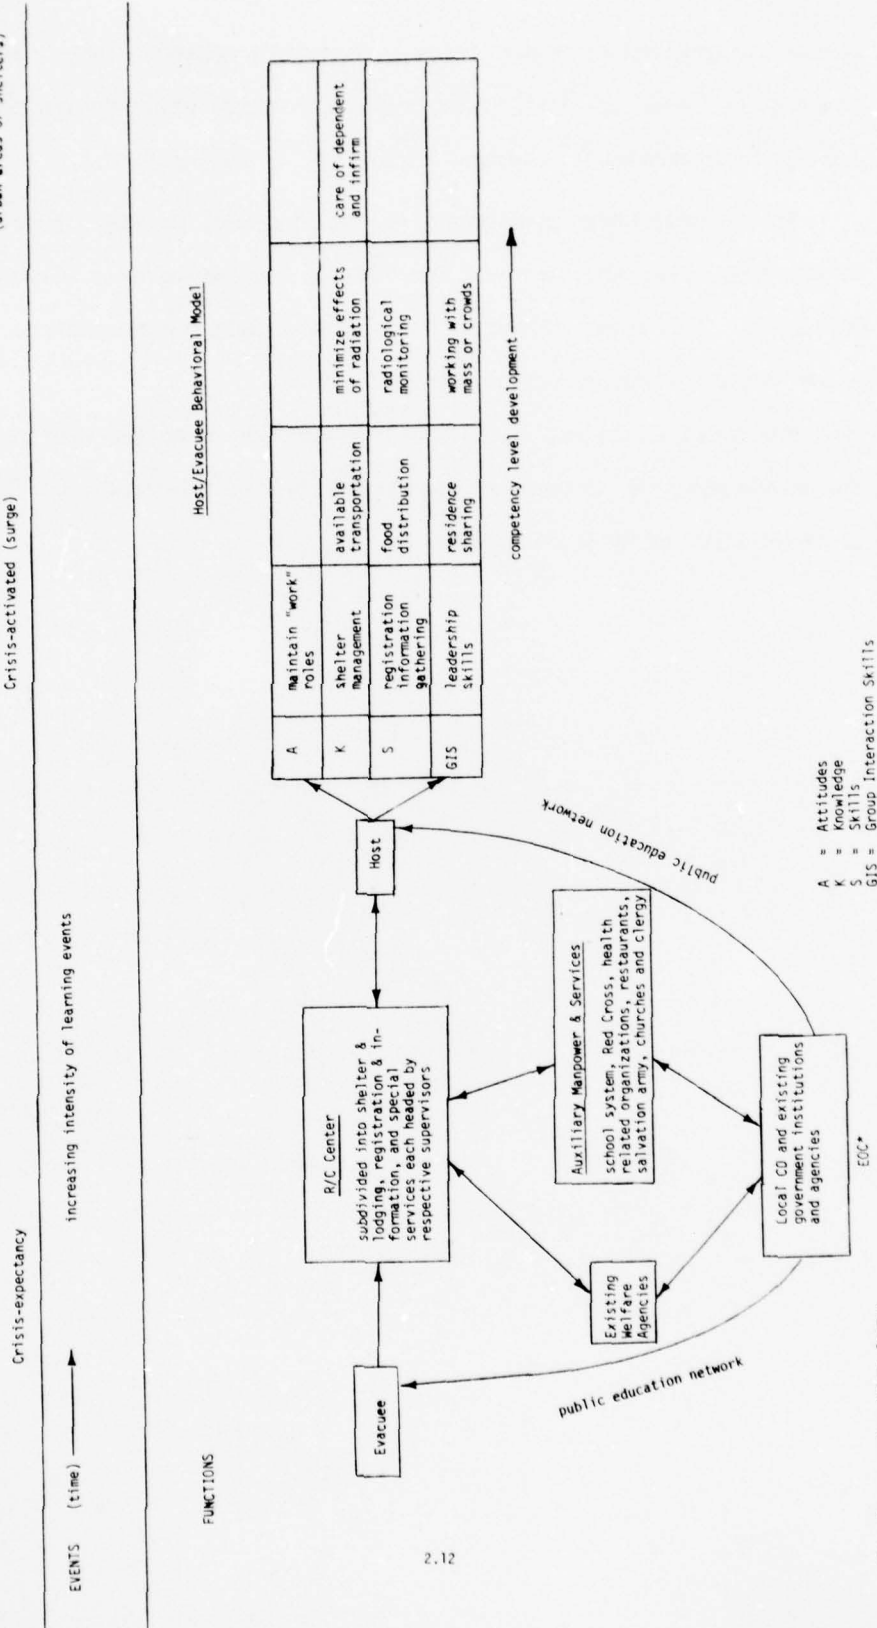 Crisis-expectancy
Crisis-activated (surge)
EVENTS (time)
increasing intensity of learning events
FUNCTIONS
Host/Evacuee Behavioral Model
Evacuee
R/C Center
subdivided into shelter &
lodging, registration & in-
formation, and special
services each headed by
respective supervisors
Host
A
maintain "work"
roles
K
shelter
management
available
transportation
minimize effects
of radiation
care of dependent
and infirm
S
registration
information
gathering
food
distribution
radiological
monitoring
GIS
leadership
skills
residence
sharing
working with
mass or crowds
competency level development
Existing
Welfare
Agencies
Auxiliary Manpower & Services
school system, Red Cross, health
related organizations, restaurants,
salvation army, churches and clergy
public education network
public education network
Local CD and existing
government institutions
and agencies
EOC*
A = Attitudes
K = Knowledge
S = Skills
GIS = Group Interaction Skills
2.12